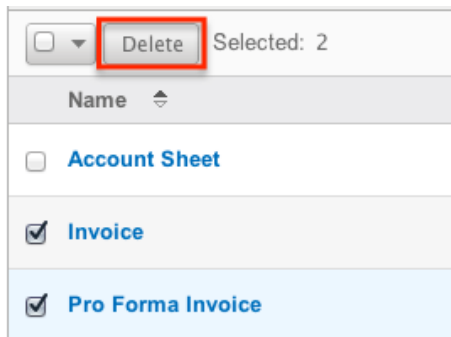 Delete Selected: 2
Name
Account Sheet
Invoice
Pro Forma Invoice